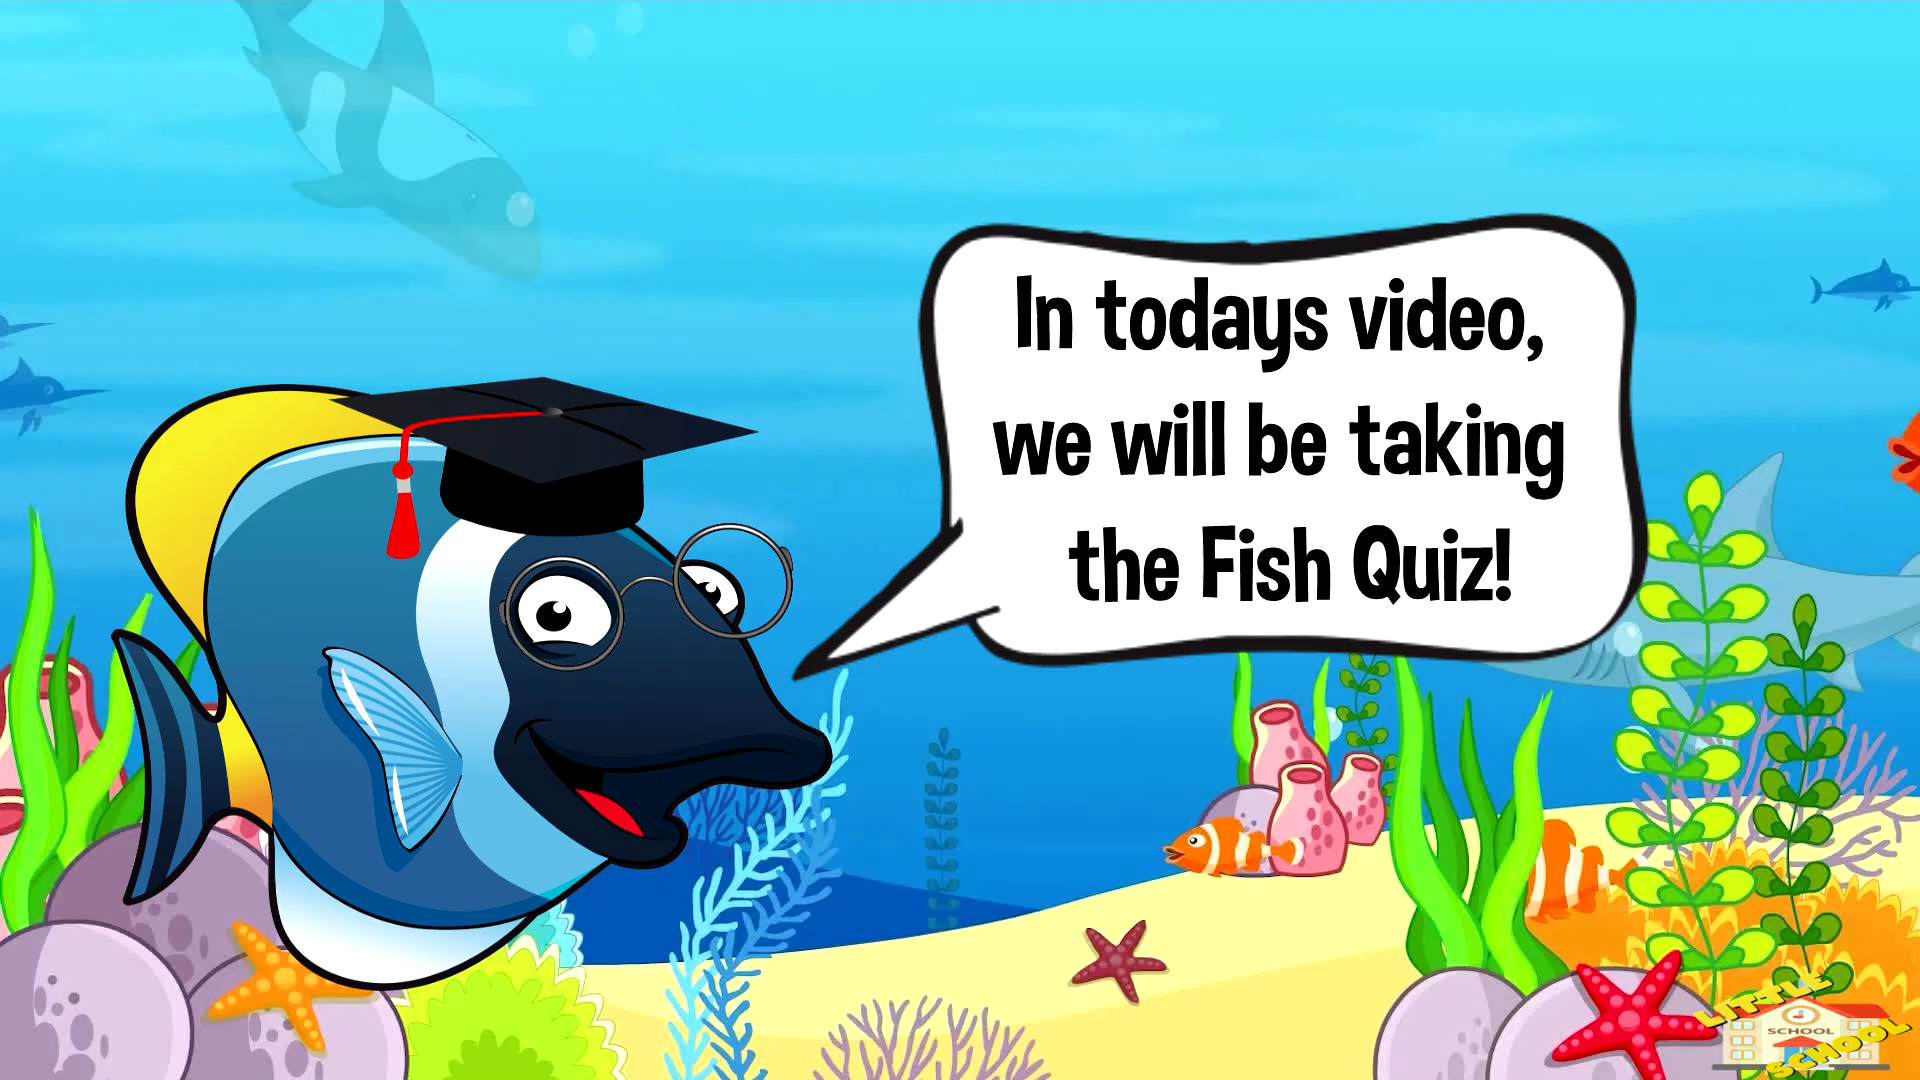 In todays video,
we will be taking
the Fish Quiz!
LITTLE
SCHOOL
SCHOOL